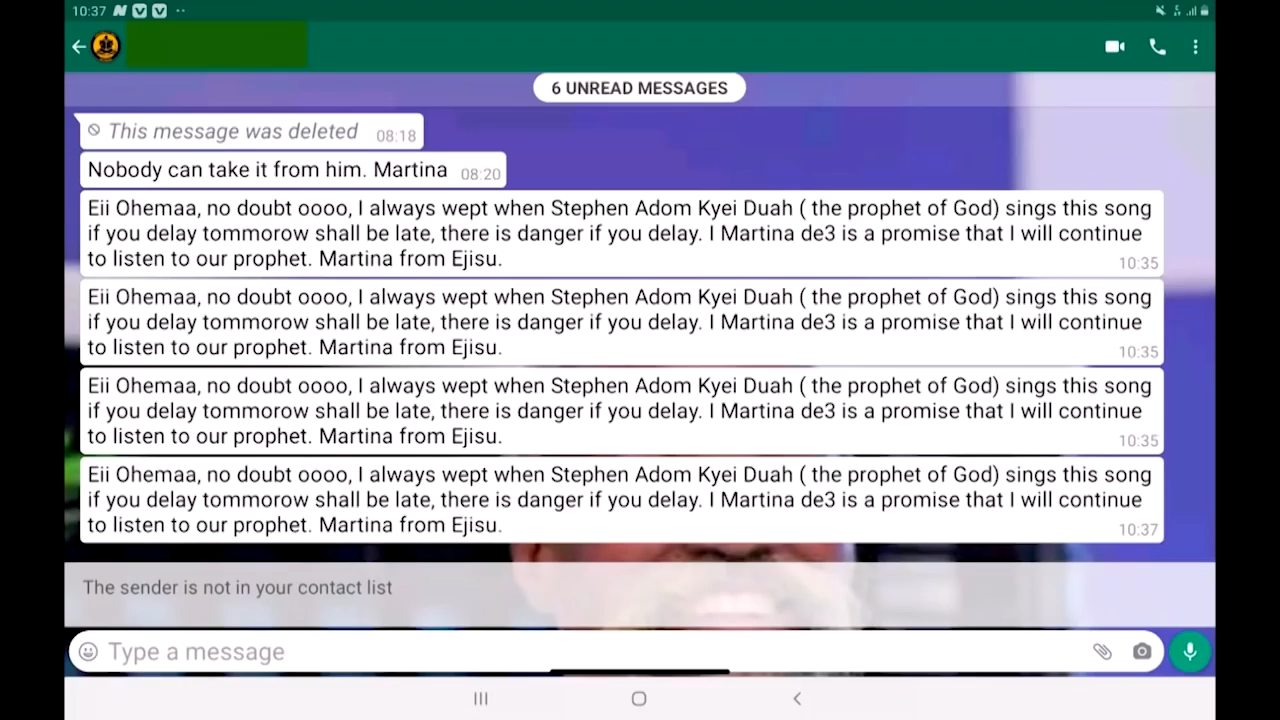 10:37
6 UNREAD MESSAGES
This message was deleted 08:18
Nobody can take it from him. Martina 08:20
Eii Ohemaa, no doubt oooo, I always wept when Stephen Adom Kyei Duah ( the prophet of God) sings this song
if you delay tommorow shall be late, there is danger if you delay. I Martina de3 is a promise that I will continue
to listen to our prophet. Martina from Ejisu. 10:35
Eii Ohemaa, no doubt oooo, I always wept when Stephen Adom Kyei Duah ( the prophet of God) sings this song
if you delay tommorow shall be late, there is danger if you delay. I Martina de3 is a promise that I will continue
to listen to our prophet. Martina from Ejisu. 10:35
Eii Ohemaa, no doubt oooo, I always wept when Stephen Adom Kyei Duah ( the prophet of God) sings this song
if you delay tommorow shall be late, there is danger if you delay. I Martina de3 is a promise that I will continue
to listen to our prophet. Martina from Ejisu. 10:35
Eii Ohemaa, no doubt oooo, I always wept when Stephen Adom Kyei Duah ( the prophet of God) sings this song
if you delay tommorow shall be late, there is danger if you delay. I Martina de3 is a promise that I will continue
to listen to our prophet. Martina from Ejisu. 10:37
The sender is not in your contact list
Type a message